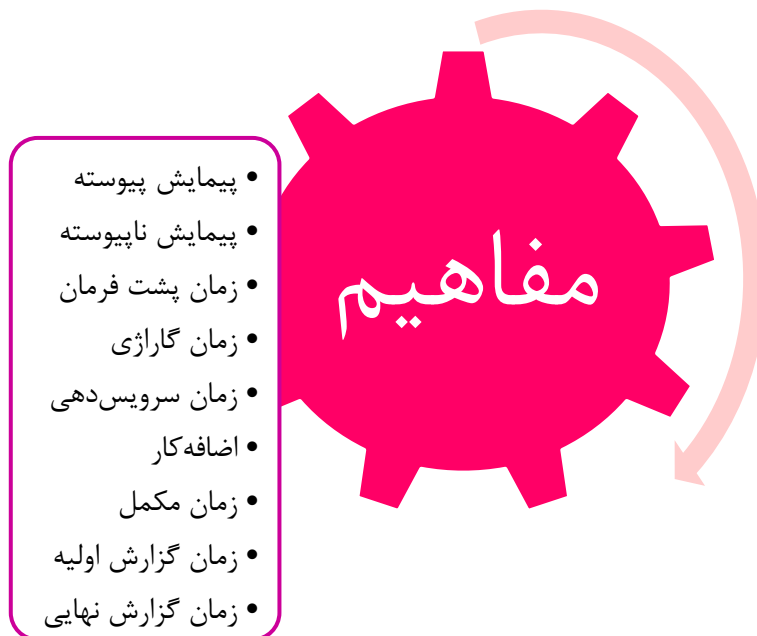 مفاهیم
• پیمایش پیوسته
• پیمایش ناپیوسته
• زمان پشت فرمان
• زمان گاراژی
• زمان سرویس‌دهی
• اضافه‌کار
• زمان مکمل
• زمان گزارش اولیه
• زمان گزارش نهایی